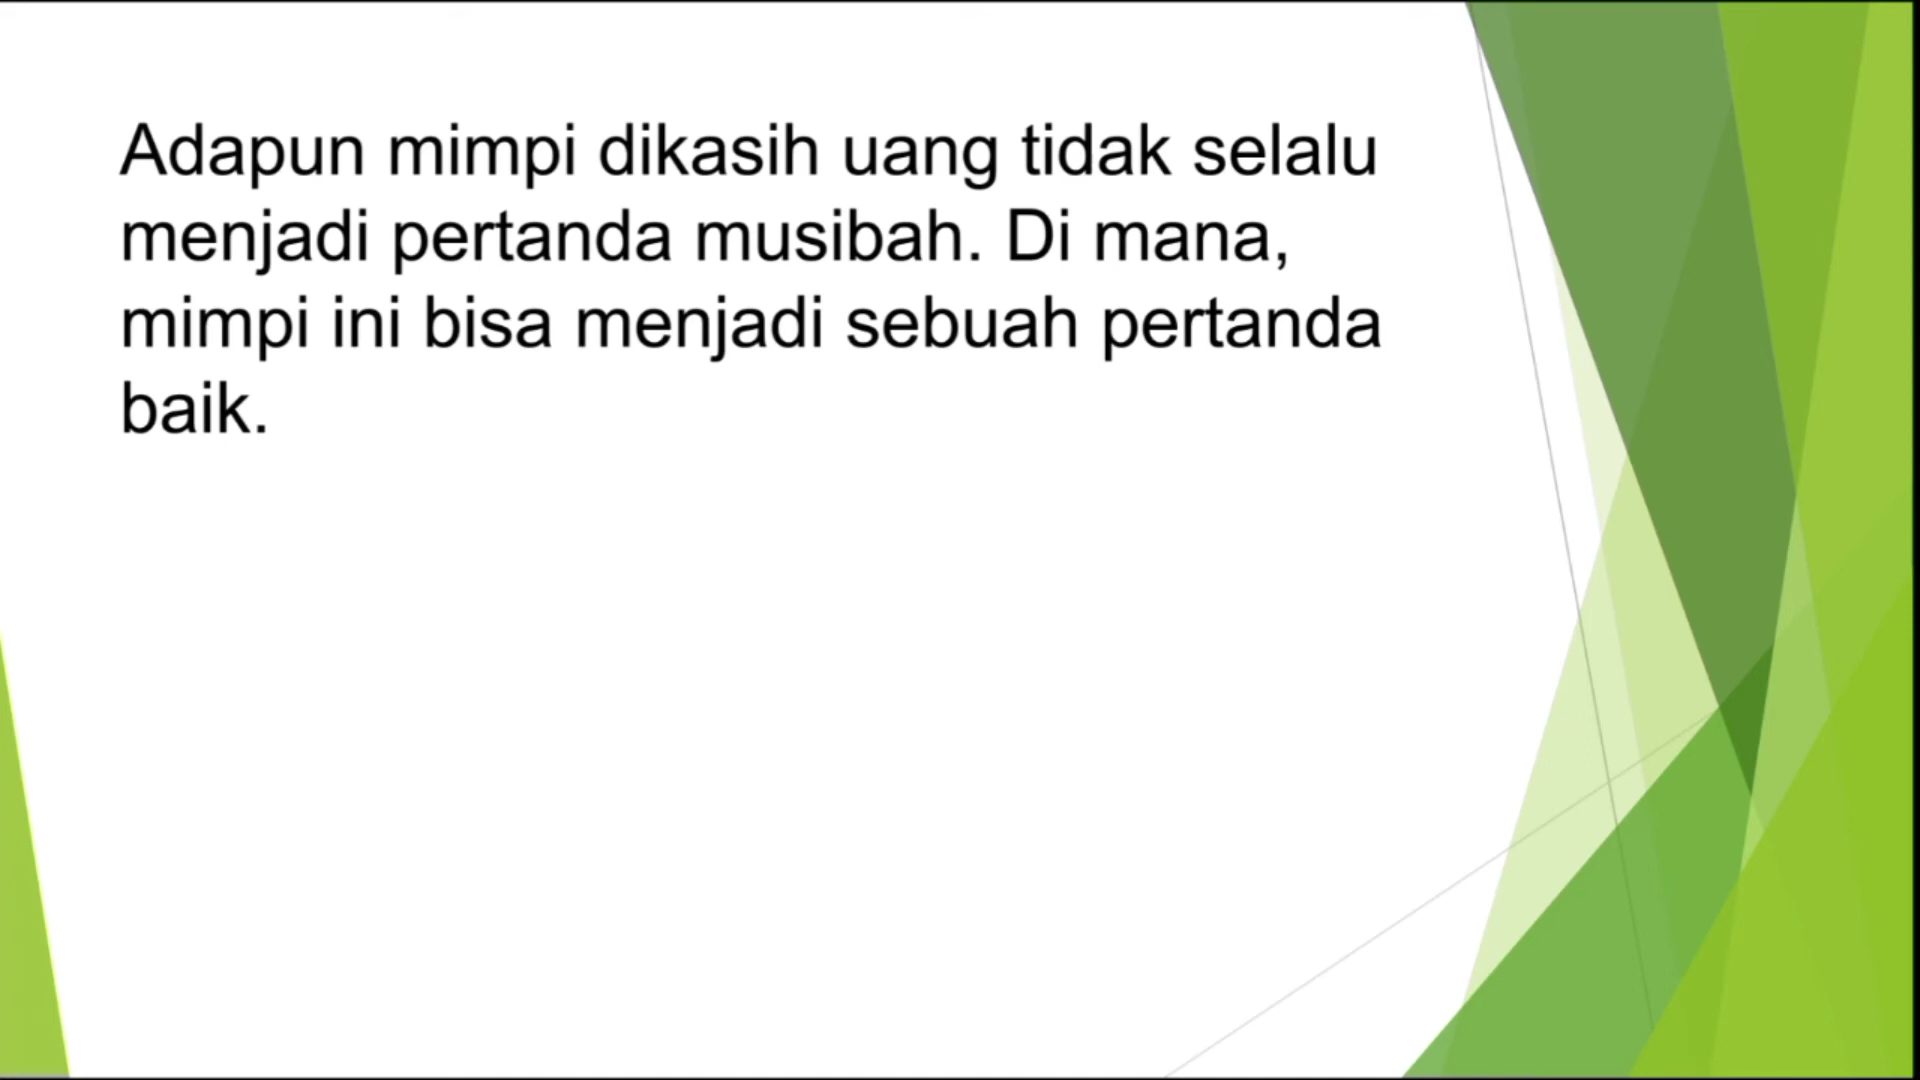 Adapun mimpi dikasih uang tidak selalu
menjadi pertanda musibah. Di mana,
mimpi ini bisa menjadi sebuah pertanda
baik.